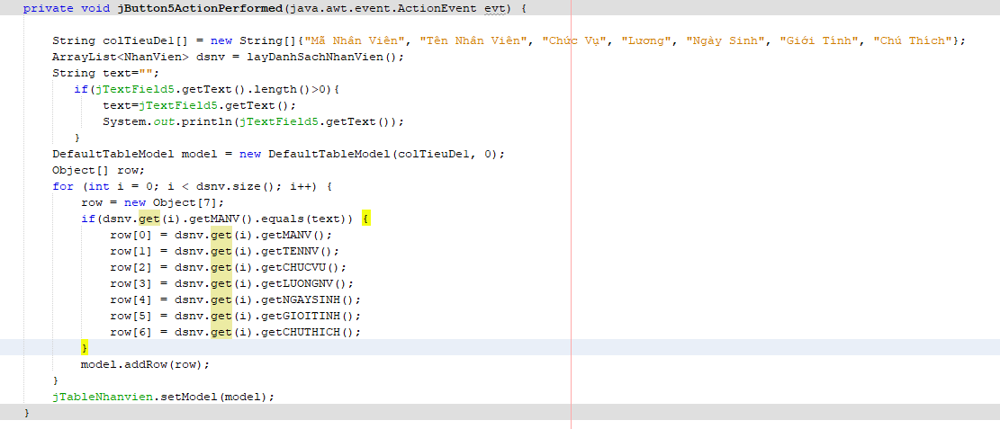 private void jButton5ActionPerformed(java.awt.event.ActionEvent evt) {
String colTieuDel[] = new String[]{"Mã Nhân Viên", "Tên Nhân Viên", "Chức Vụ", "Lương", "Ngày Sinh", "Giới Tính", "Chú Thích"};
ArrayList<NhanVien> dsnv = layDanhSachNhanVien();
String text="";
if(jTextField5.getText().length()>0){
text=jTextField5.getText();
System.out.println(jTextField5.getText());
}
DefaultTableModel model = new DefaultTableModel(colTieuDel, 0);
Object[] row;
for (int i = 0; i < dsnv.size(); i++) {
row = new Object[7];
if(dsnv.get(i).getMANV().equals(text)) {
row[0] = dsnv.get(i).getMANV();
row[1] = dsnv.get(i).getTENNV();
row[2] = dsnv.get(i).getCHUCVU();
row[3] = dsnv.get(i).getLUONGNV();
row[4] = dsnv.get(i).getNGAYSINH();
row[5] = dsnv.get(i).getGIOITINH();
row[6] = dsnv.get(i).getCHUTHICH();
}
model.addRow(row);
}
jTableNhanvien.setModel(model);
}